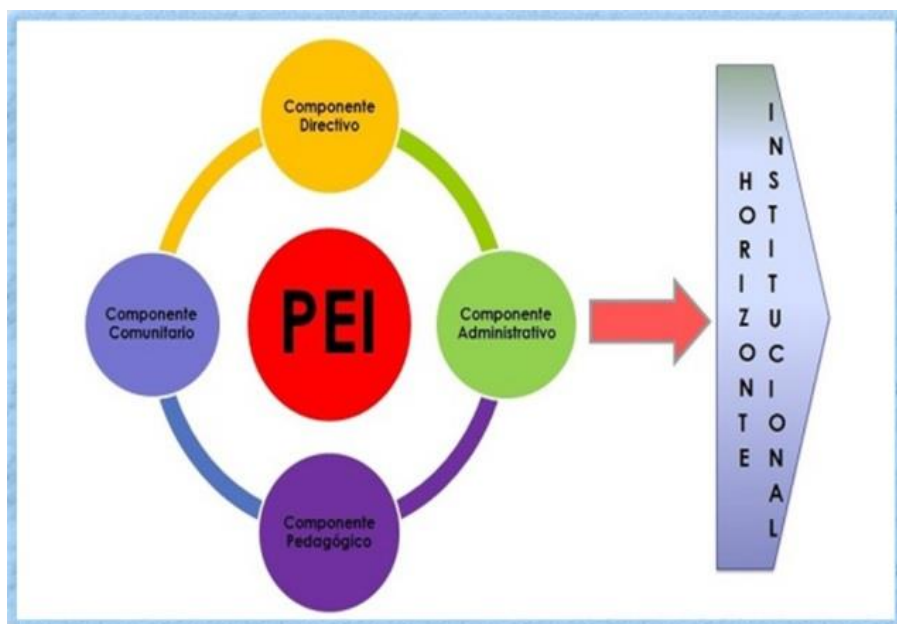 Componente
Directivo
Componente
Comunitario
PEI
Componente
Administrativo
Componente
Pedagógico
HORIZONTE
INSTITUCIONAL